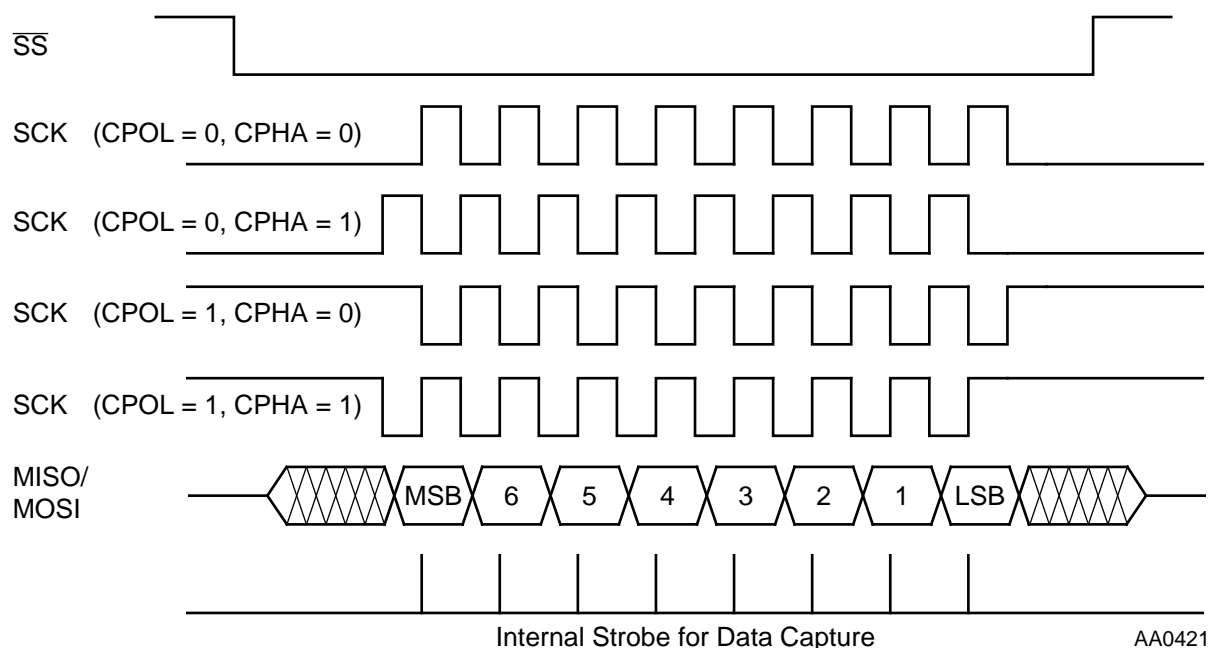 SS
SCK (CPOL = 0, CPHA = 0)
SCK (CPOL = 0, CPHA = 1)
SCK (CPOL = 1, CPHA = 0)
SCK (CPOL = 1, CPHA = 1)
MISO/
MOSI
MSB 6 5 4 3 2 1 LSB
Internal Strobe for Data Capture
AA0421